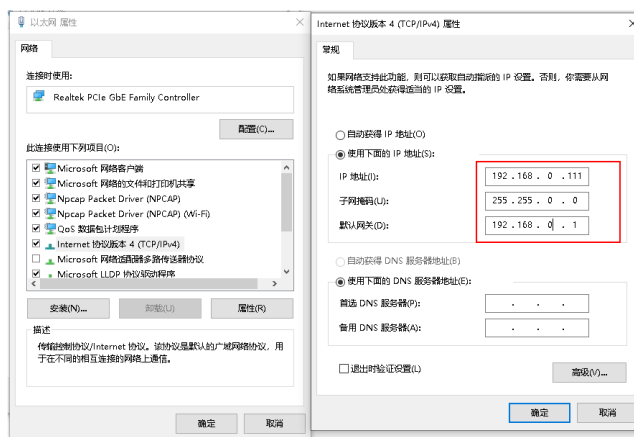 以太网 属性
网络
连接时使用:
Realtek PCIe GbE Family Controller
配置(C)...
此连接使用下列项目(O):
Microsoft 网络客户端
Microsoft 网络的文件和打印机共享
Npcap Packet Driver (NPCAP)
Npcap Packet Driver (NPCAP) (Wi-Fi)
QoS 数据包计划程序
Internet 协议版本 4 (TCP/IPv4)
Microsoft 网络适配器多路传送器协议
Microsoft LLDP 协议驱动程序
安装(N)...
卸载(U)
属性(R)
描述
传输控制协议/Internet 协议。该协议是默认的广域网络协议，用
于在不同的相互连接的网络上通信。
确定
取消
Internet 协议版本 4 (TCP/IPv4) 属性
常规
如果网络支持此功能，则可以获取自动指派的 IP 设置。否则，你需要从网
络系统管理员处获得适当的 IP 设置。
自动获得 IP 地址(O)
使用下面的 IP 地址(S):
IP 地址(I):
192 . 168 . 0 . 111
子网掩码(U):
255 . 255 . 0 . 0
默认网关(D):
192 . 168 . 0 . 1
自动获得 DNS 服务器地址(B)
使用下面的 DNS 服务器地址(E):
首选 DNS 服务器(P):
. . .
备用 DNS 服务器(A):
. . .
退出时验证设置(L)
高级(V)...
确定
取消